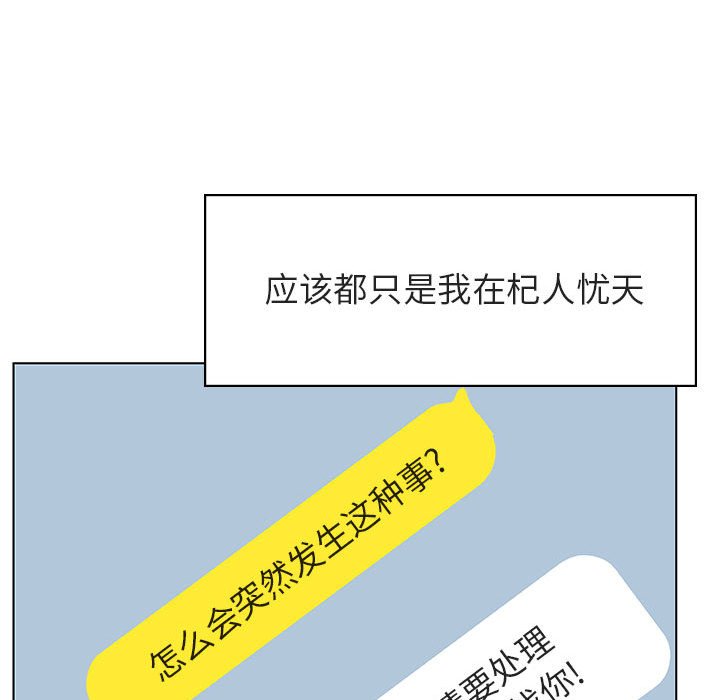 应该都只是我在杞人忧天
怎么会突然发生这种事?
要处理
你!